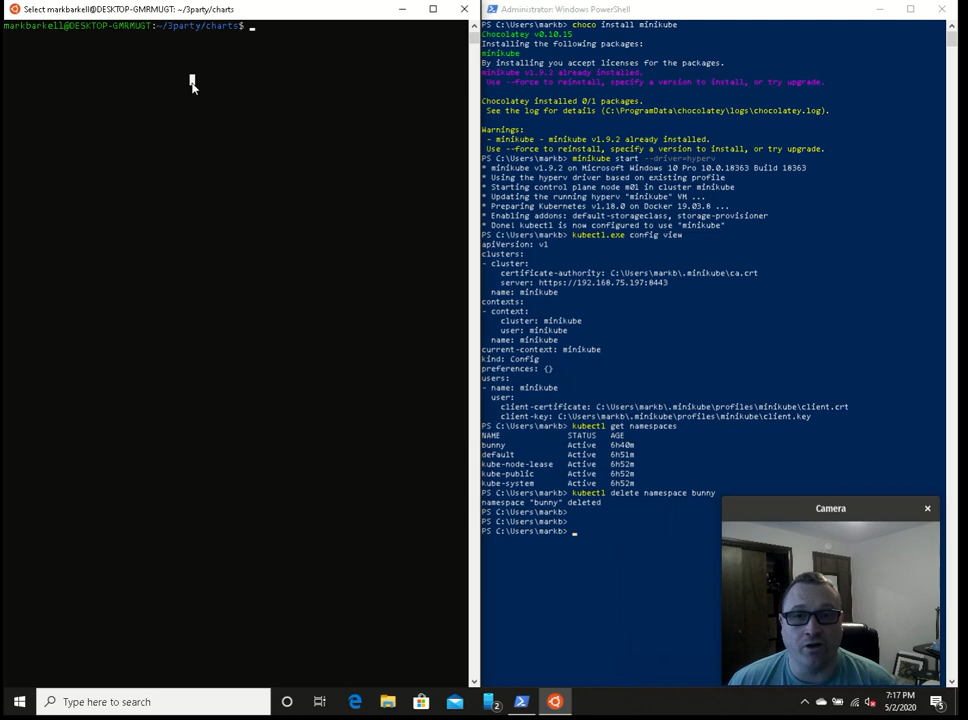 Select markbarkell@DESKTOP-GMRMUGT: ~/3party/charts
markbarkell@DESKTOP-GMRMUGT:~/3party/charts$
Administrator: Windows PowerShell
PS C:\Users\markb> choco install minikube
Chocolatey v0.10.15
Installing the following packages:
minikube
By installing you accept licenses for the packages.
minikube v1.9.2 already installed.
Use --force to reinstall, specify a version to install, or try upgrade.
Chocolatey installed 0/1 packages.
See the log for details (C:\ProgramData\chocolatey\logs\chocolatey.log).
Warnings:
- minikube - minikube v1.9.2 already installed.
Use --force to reinstall, specify a version to install, or try upgrade.
PS C:\Users\markb> minikube start --driver=hyperv
* minikube v1.9.2 on Microsoft Windows 10 Pro 10.0.18363 Build 18363
* Using the hyperv driver based on existing profile
* Starting control plane node m01 in cluster minikube
* Updating the running hyperv "minikube" VM ...
* Preparing Kubernetes v1.18.0 on Docker 19.03.8 ...
* Enabling addons: default-storageclass, storage-provisioner
* Done! kubectl is now configured to use "minikube"
PS C:\Users\markb> kubectl.exe config view
apiVersion: v1
clusters:
- cluster:
certificate-authority: C:\Users\markb\.minikube\ca.crt
server: https://192.168.75.197:8443
name: minikube
contexts:
- context:
cluster: minikube
user: minikube
name: minikube
current-context: minikube
kind: Config
preferences: {}
users:
- name: minikube
user:
client-certificate: C:\Users\markb\.minikube\profiles\minikube\client.crt
client-key: C:\Users\markb\.minikube\profiles\minikube\client.key
PS C:\Users\markb> kubectl get namespaces
NAME STATUS AGE
bunny Active 6h40m
default Active 6h51m
kube-node-lease Active 6h52m
kube-public Active 6h52m
kube-system Active 6h52m
PS C:\Users\markb> kubectl delete namespace bunny
namespace "bunny" deleted
PS C:\Users\markb>
PS C:\Users\markb>
PS C:\Users\markb>
Camera
Type here to search
2
7:17 PM
5/2/2020
5